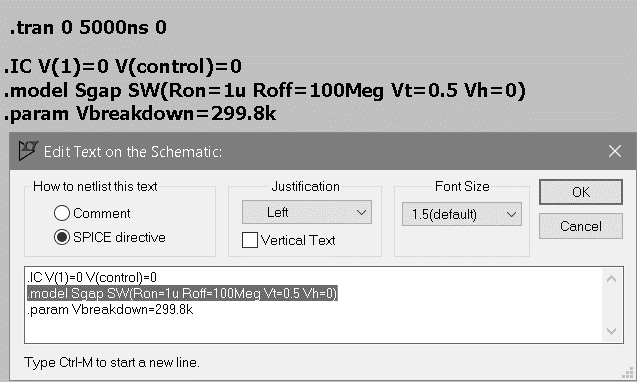 .tran 0 5000ns 0
.IC V(1)=0 V(control)=0
.model Sgap SW(Ron=1u Roff=100Meg Vt=0.5 Vh=0)
.param Vbreakdown=299.8k
Edit Text on the Schematic:
How to netlist this text
Comment
SPICE directive
Justification
Left
Vertical Text
Font Size
1.5(default)
OK
Cancel
.IC V(1)=0 V(control)=0
.model Sgap SW(Ron=1u Roff=100Meg Vt=0.5 Vh=0)
.param Vbreakdown=299.8k
Type Ctrl-M to start a new line.